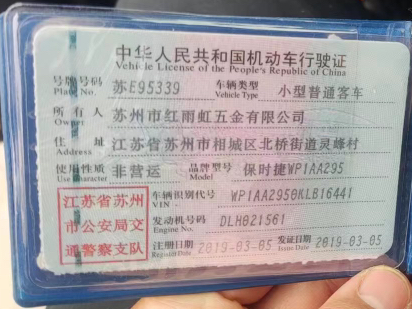 中华人民共和国机动车行驶证
Vehicle License of the People's Republic of China
号牌号码 苏E95339 车辆类型 小型普通客车
Plate No. Vehicle Type
所有人 苏州市红雨虹五金有限公司
Owner
住址 江苏省苏州市相城区北桥街道灵峰村
Address
使用性质 非营运 品牌型号 保时捷WP1AA295
Use Character Model
江苏省苏州 车辆识别代号 WP1AA2950KLB16441
VIN
市公安局交 发动机号码 DLH021561
Engine No.
通警察支队 注册日期 2019-03-05 发证日期 2019-03-05
Register Date Issue Date